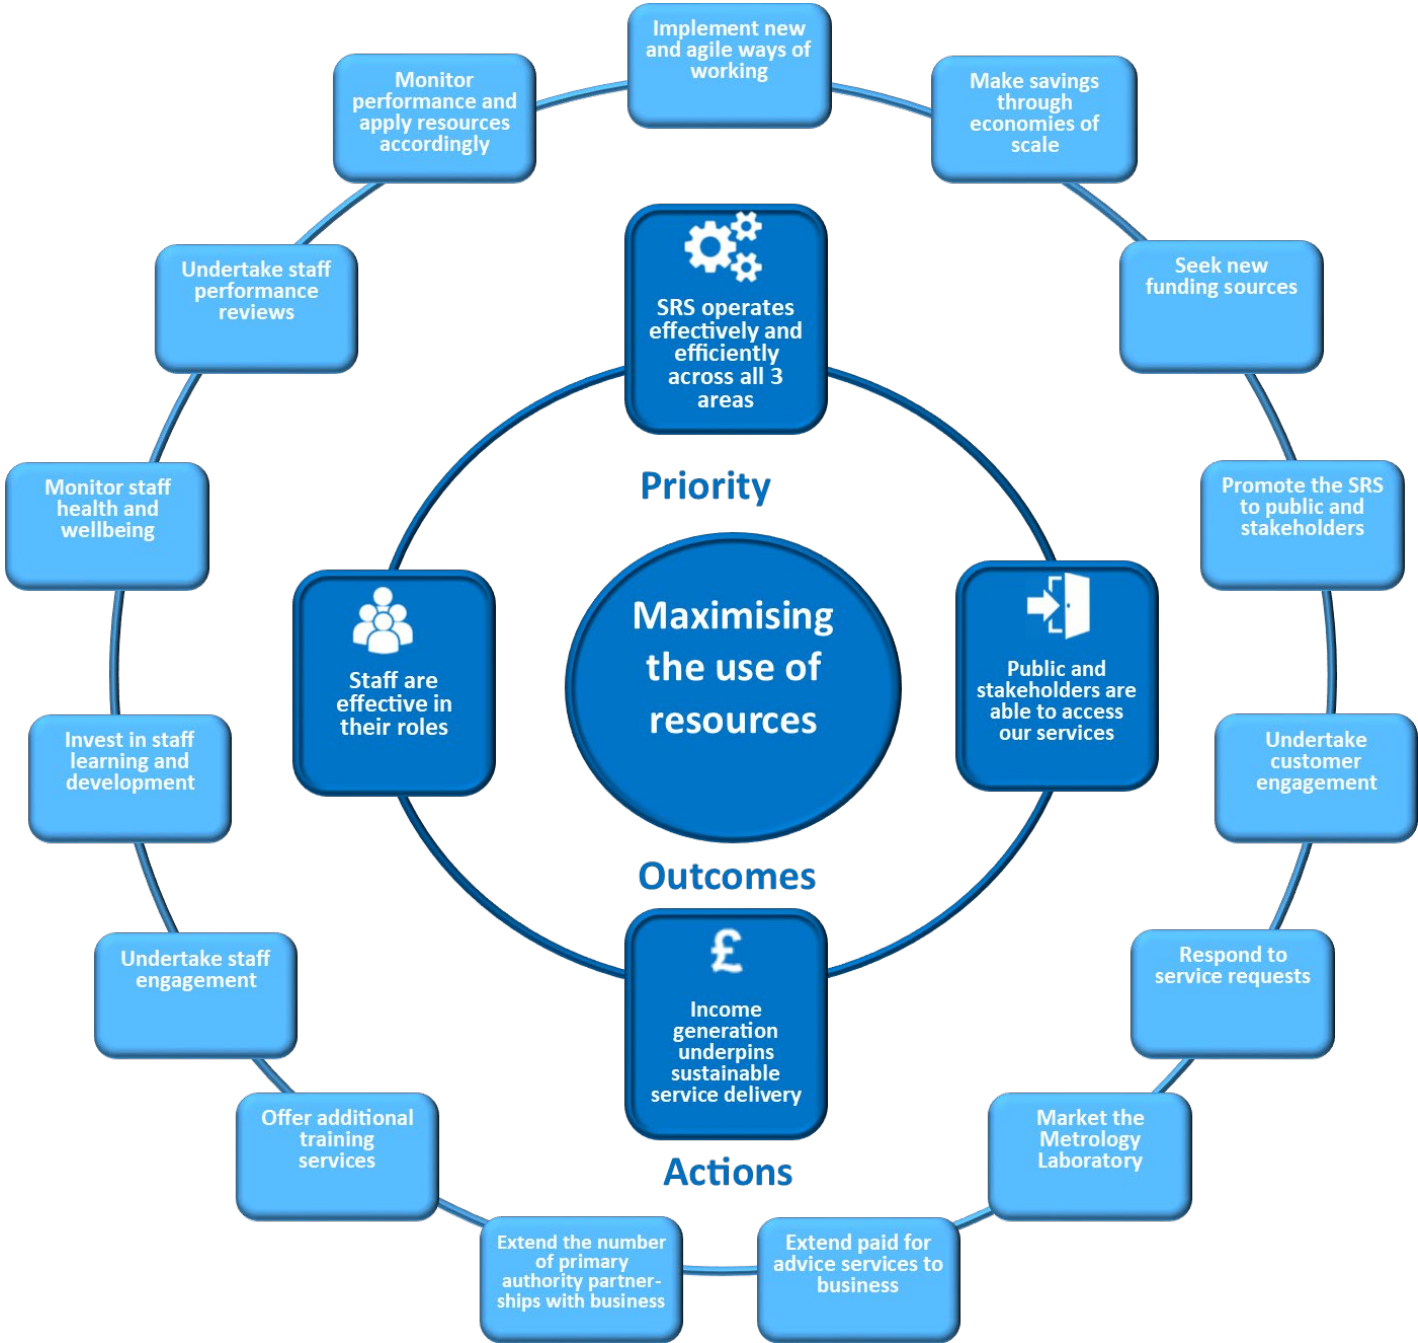 Implement new
and agile ways of
working
Make savings
through
economies of
scale
Seek new
funding sources
Promote the SRS
to public and
stakeholders
Undertake
customer
engagement
Respond to
service requests
Market the
Metrology
Laboratory
Extend paid for
advice services to
business
Extend the number
of primary
authority partner-
ships with business
Offer additional
training
services
Undertake staff
engagement
Invest in staff
learning and
development
Monitor staff
health and
wellbeing
Undertake staff
performance
reviews
Monitor
performance and
apply resources
accordingly
SRS operates
effectively and
efficiently
across all 3
areas
Public and
stakeholders are
able to access
our services
£
Income
generation
underpins
sustainable
service delivery
Staff are
effective in
their roles
Priority
Maximising
the use of
resources
Outcomes
Actions